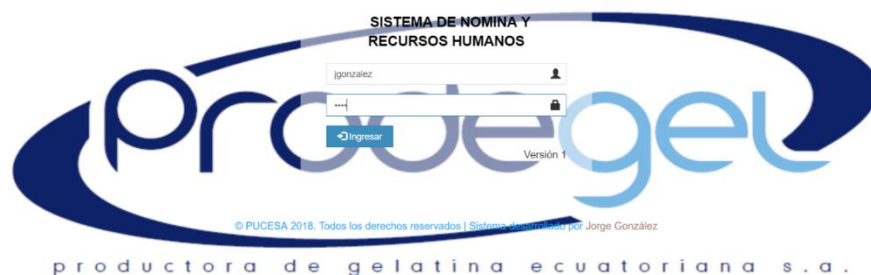 SISTEMA DE NOMINA Y
RECURSOS HUMANOS
jgonzalez
····
Ingresar
Versión 1
prodegel
© PUCESA 2018. Todos los derechos reservados | Sistema desarrollado por Jorge González
productora de gelatina ecuatoriana s.a.